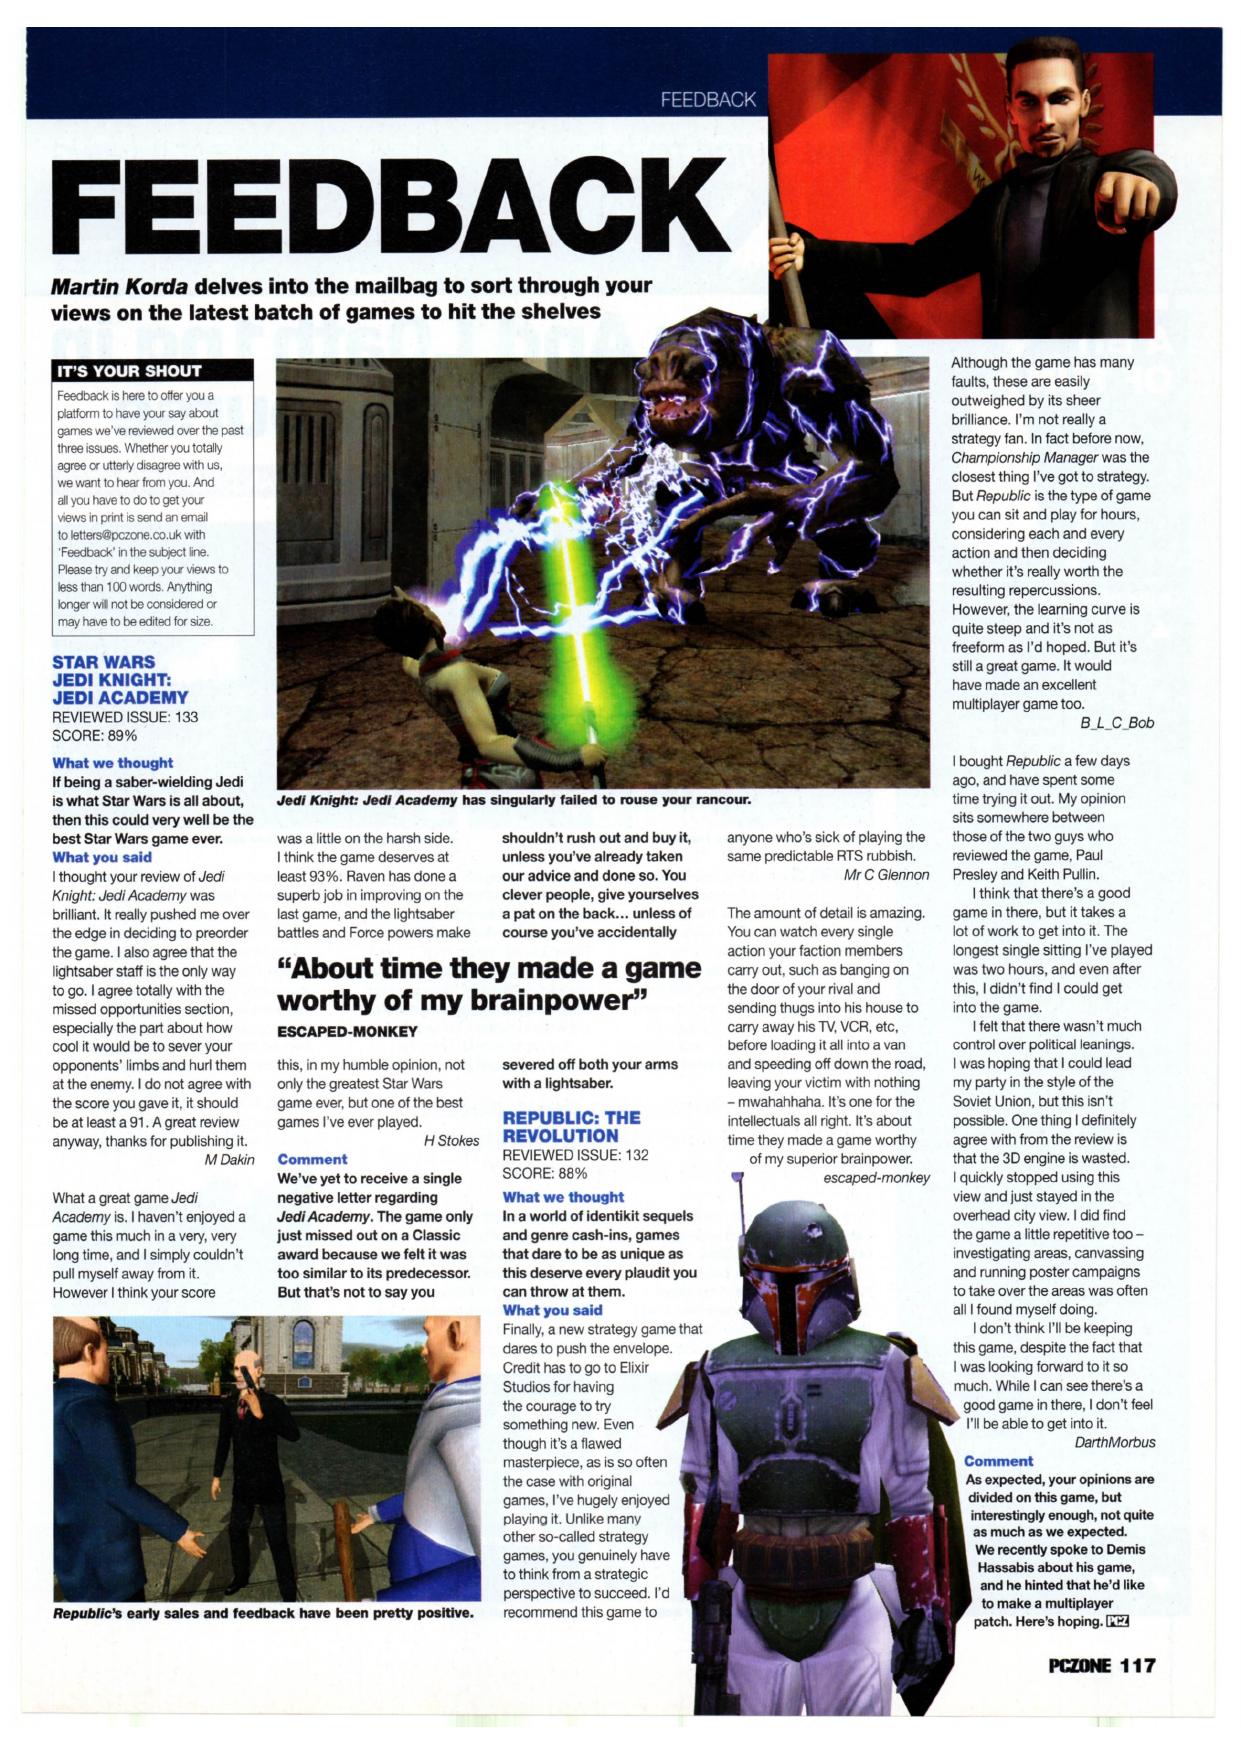 FEEDBACK
FEEDBACK
Martin Korda delves into the mailbag to sort through your
views on the latest batch of games to hit the shelves
IT'S YOUR SHOUT
Feedback is here to offer you a
platform to have your say about
games we've reviewed over the past
three issues. Whether you totally
agree or utterly disagree with us,
we want to hear from you. And
all you have to do to get your
views in print is send an email
to letters@pczone.co.uk with
'Feedback' in the subject line.
Please try and keep your views to
less than 100 words. Anything
longer will not be considered or
may have to be edited for size.
STAR WARS
JEDI KNIGHT:
JEDI ACADEMY
REVIEWED ISSUE: 133
SCORE: 89%
What we thought
If being a saber-wielding Jedi
is what Star Wars is all about,
then this could very well be the
best Star Wars game ever.
What you said
I thought your review of Jedi
Knight: Jedi Academy was
brilliant. It really pushed me over
the edge in deciding to preorder
the game. I also agree that the
lightsaber staff is the only way
to go. I agree totally with the
missed opportunities section,
especially the part about how
cool it would be to sever your
opponents' limbs and hurl them
at the enemy. I do not agree with
the score you gave it, it should
be at least a 91. A great review
anyway, thanks for publishing it.
M Dakin
What a great game Jedi
Academy is. I haven't enjoyed a
game this much in a very, very
long time, and I simply couldn't
pull myself away from it.
However I think your score
Jedi Knight: Jedi Academy has singularly failed to rouse your rancour.
was a little on the harsh side.
I think the game deserves at
least 93%. Raven has done a
superb job in improving on the
last game, and the lightsaber
battles and Force powers make
"About time they made a game
worthy of my brainpower"
ESCAPED-MONKEY
this, in my humble opinion, not
only the greatest Star Wars
game ever, but one of the best
games I've ever played.
H Stokes
Comment
We've yet to receive a single
negative letter regarding
Jedi Academy. The game only
just missed out on a Classic
award because we felt it was
too similar to its predecessor.
But that's not to say you
shouldn't rush out and buy it,
unless you've already taken
our advice and done so. You
clever people, give yourselves
a pat on the back... unless of
course you've accidentally
severed off both your arms
with a lightsaber.
REPUBLIC: THE
REVOLUTION
REVIEWED ISSUE: 132
SCORE: 88%
What we thought
In a world of identikit sequels
and genre cash-ins, games
that dare to be as unique as
this deserve every plaudit you
can throw at them.
What you said
Finally, a new strategy game that
dares to push the envelope.
Credit has to go to Elixir
Studios for having
the courage to try
something new. Even
though it's a flawed
masterpiece, as is so often
the case with original
games, I've hugely enjoyed
playing it. Unlike many
other so-called strategy
games, you genuinely have
to think from a strategic
perspective to succeed. I'd
recommend this game to
anyone who's sick of playing the
same predictable RTS rubbish.
Mr C Glennon
The amount of detail is amazing.
You can watch every single
action your faction members
carry out, such as banging on
the door of your rival and
sending thugs into his house to
carry away his TV, VCR, etc,
before loading it all into a van
and speeding off down the road,
leaving your victim with nothing
– mwahahhaha. It's one for the
intellectuals all right. It's about
time they made a game worthy
of my superior brainpower.
escaped-monkey
Republic's early sales and feedback have been pretty positive.
Although the game has many
faults, these are easily
outweighed by its sheer
brilliance. I'm not really a
strategy fan. In fact before now,
Championship Manager was the
closest thing I've got to strategy.
But Republic is the type of game
you can sit and play for hours,
considering each and every
action and then deciding
whether it's really worth the
resulting repercussions.
However, the learning curve is
quite steep and it's not as
freeform as I'd hoped. But it's
still a great game. It would
have made an excellent
multiplayer game too.
B_L_C_Bob
I bought Republic a few days
ago, and have spent some
time trying it out. My opinion
sits somewhere between
those of the two guys who
reviewed the game, Paul
Presley and Keith Pullin.
I think that there's a good
game in there, but it takes a
lot of work to get into it. The
longest single sitting I've played
was two hours, and even after
this, I didn't find I could get
into the game.
I felt that there wasn't much
control over political leanings.
I was hoping that I could lead
my party in the style of the
Soviet Union, but this isn't
possible. One thing I definitely
agree with from the review is
that the 3D engine is wasted.
I quickly stopped using this
view and just stayed in the
overhead city view. I did find
the game a little repetitive too –
investigating areas, canvassing
and running poster campaigns
to take over the areas was often
all I found myself doing.
I don't think I'll be keeping
this game, despite the fact that
I was looking forward to it so
much. While I can see there's a
good game in there, I don't feel
I'll be able to get into it.
DarthMorbus
Comment
As expected, your opinions are
divided on this game, but
interestingly enough, not quite
as much as we expected.
We recently spoke to Demis
Hassabis about his game,
and he hinted that he'd like
to make a multiplayer
patch. Here's hoping. PCZ
PCZONE 117